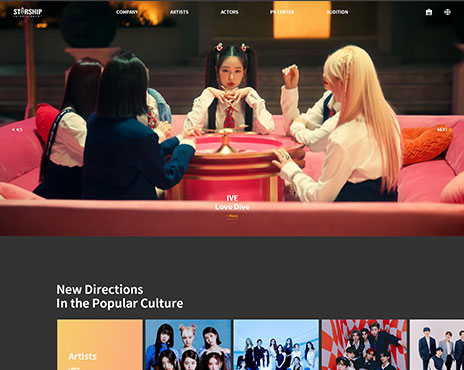 STARSHIP
ENTERTAINMENT
COMPANY ARTISTS ACTORS PR CENTER AUDITION
< 4/5
NEXT >
IVE
Love Dive
+ More
New Directions
In the Popular Culture
Artists